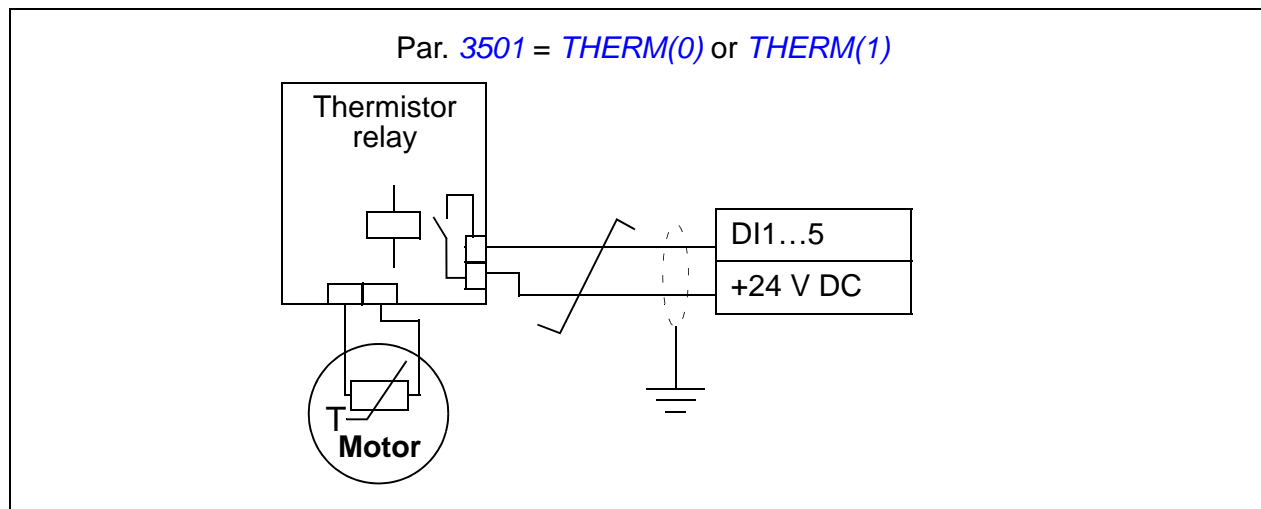 Par. 3501 = THERM(0) or THERM(1)
Thermistor
relay
DI1…5
+24 V DC
T
Motor